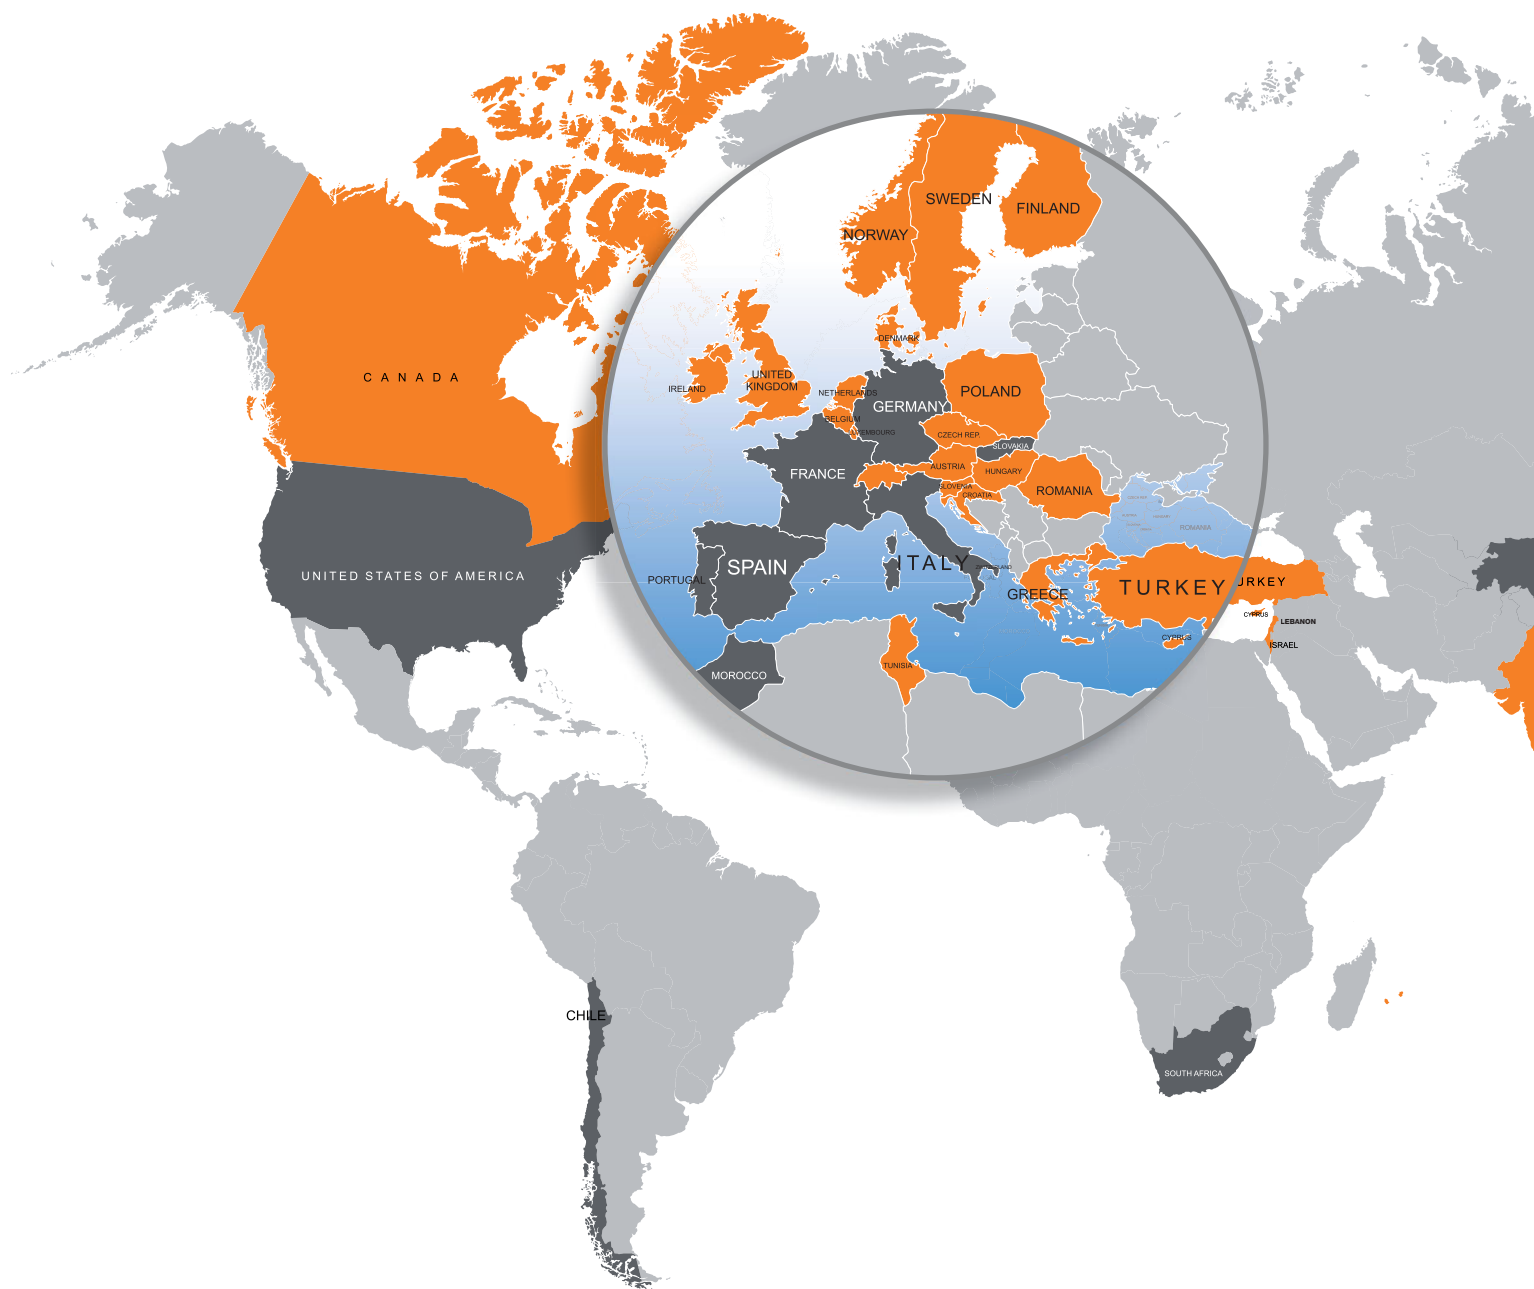 SWEDEN
FINLAND
NORWAY
DENMARK
UNITED
KINGDOM
IRELAND
NETHERLANDS
POLAND
GERMANY
BELGIUM
CANADA
CZECH REP.
SLOVAKIA
FRANCE
AUSTRIA
HUNGARY
SLOVENIA
CROATIA
ROMANIA
ROMANIA
ITALY
SPAIN
PORTUGAL
UNITED STATES OF AMERICA
GREECE
TURKEY
URKEY
CYPRUS
LEBANON
CYPRUS
ISRAEL
TUNISIA
MOROCCO
CHILE
SOUTH AFRICA